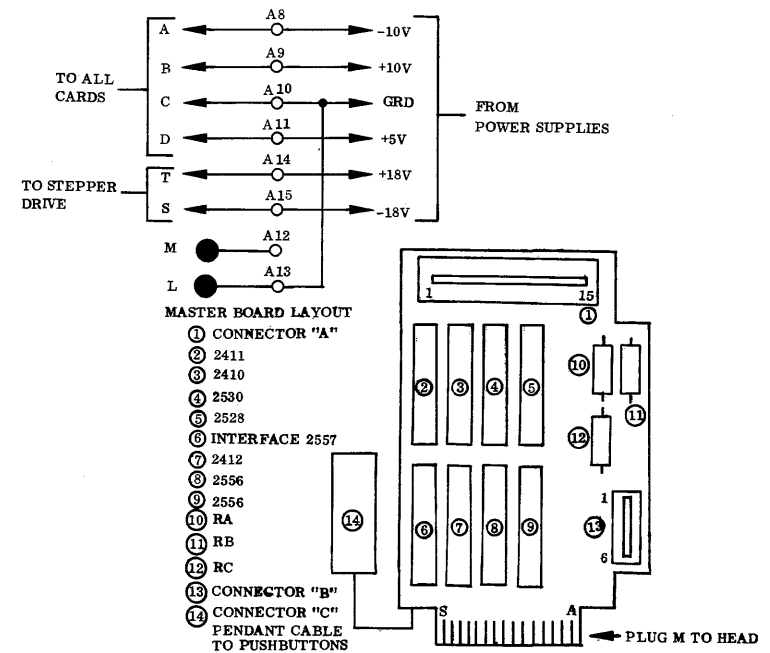 A A8 -10V
B A9 +10V
TO ALL
CARDS
C A10 GRD
FROM
POWER SUPPLIES
D A11 +5V
T A14 +18V
TO STEPPER
DRIVE
S A15 -18V
M A12
L A13
MASTER BOARD LAYOUT
1 CONNECTOR "A"
2 2411
3 2410
4 2530
5 2528
6 INTERFACE 2557
7 2412
8 2556
9 2556
10 RA
11 RB
12 RC
13 CONNECTOR "B"
14 CONNECTOR "C"
PENDANT CABLE
TO PUSHBUTTONS
1 15
1
2 3 4 5
10
11
12
14
6 7 8 9
13
1
6
S A
PLUG M TO HEAD